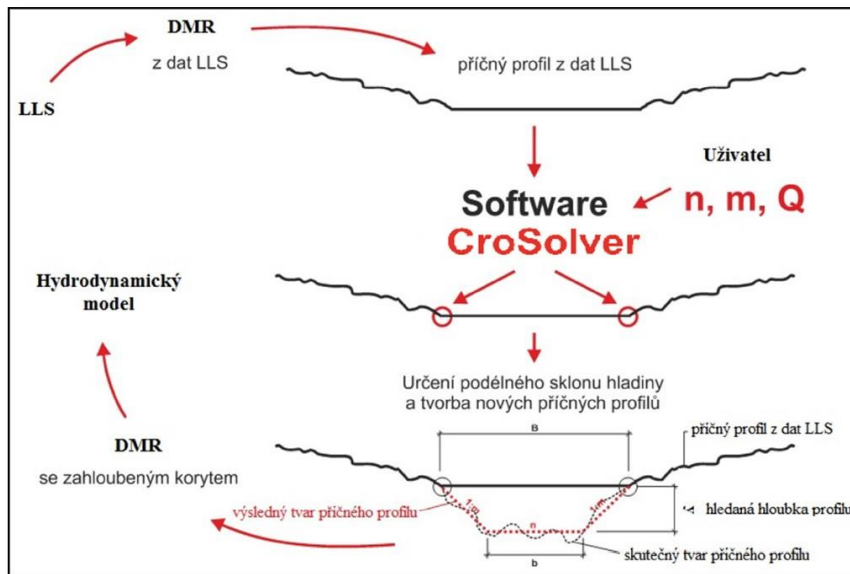 DMR
z dat LLS
LLS
příčný profil z dat LLS
Uživatel
n, m, Q
Software
CroSolver
Hydrodynamický
model
Určení podélného sklonu hladiny
a tvorba nových příčných profilů
DMR
se zahloubeným korytem
B
příčný profil z dat LLS
výsledný tvar příčného profilu
1:m
1:m
n
hledaná hloubka profilu
b
skutečný tvar příčného profilu